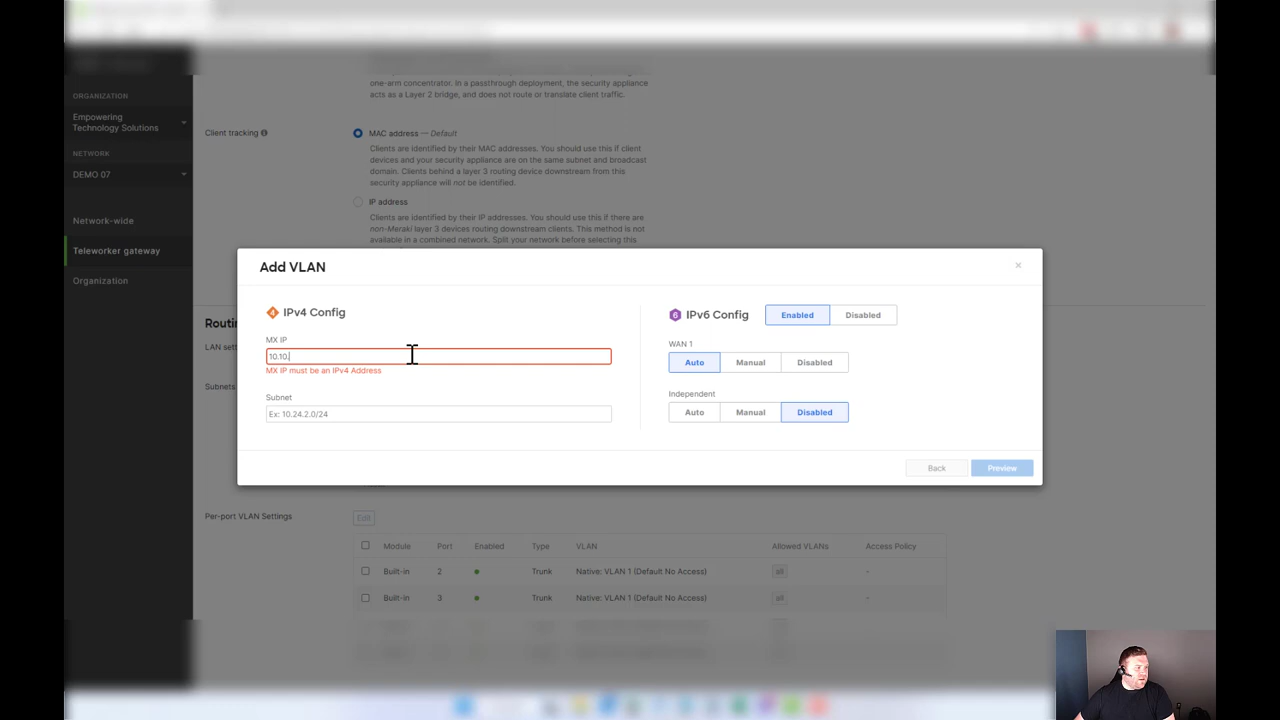 one-arm concentrator. In a passthrough deployment, the security appliance
acts as a Layer 2 bridge, and does not route or translate client traffic.
ORGANIZATION
Empowering
Technology Solutions
NETWORK
DEMO 07
Network-wide
Teleworker gateway
Organization
Client tracking
MAC address — Default
Clients are identified by their MAC addresses. You should use this if client
devices and your security appliance are on the same subnet and broadcast
domain. Clients behind a layer 3 routing device downstream from this
security appliance will not be identified.
IP address
Clients are identified by their IP addresses. You should use this if there are
non-Meraki layer 3 devices routing downstream clients. This method is not
available in a combined network. Split your network before selecting this
Add VLAN
×
4 IPv4 Config
MX IP
10.10.
MX IP must be an IPv4 Address
Subnet
Ex: 10.24.2.0/24
6 IPv6 Config
Enabled
Disabled
WAN 1
Auto
Manual
Disabled
Independent
Auto
Manual
Disabled
Back
Preview
Subnets
Per-port VLAN Settings
Edit
Module Port Enabled Type VLAN Allowed VLANs Access Policy
Built-in 2 Trunk Native: VLAN 1 (Default No Access) all -
Built-in 3 Trunk Native: VLAN 1 (Default No Access) all -